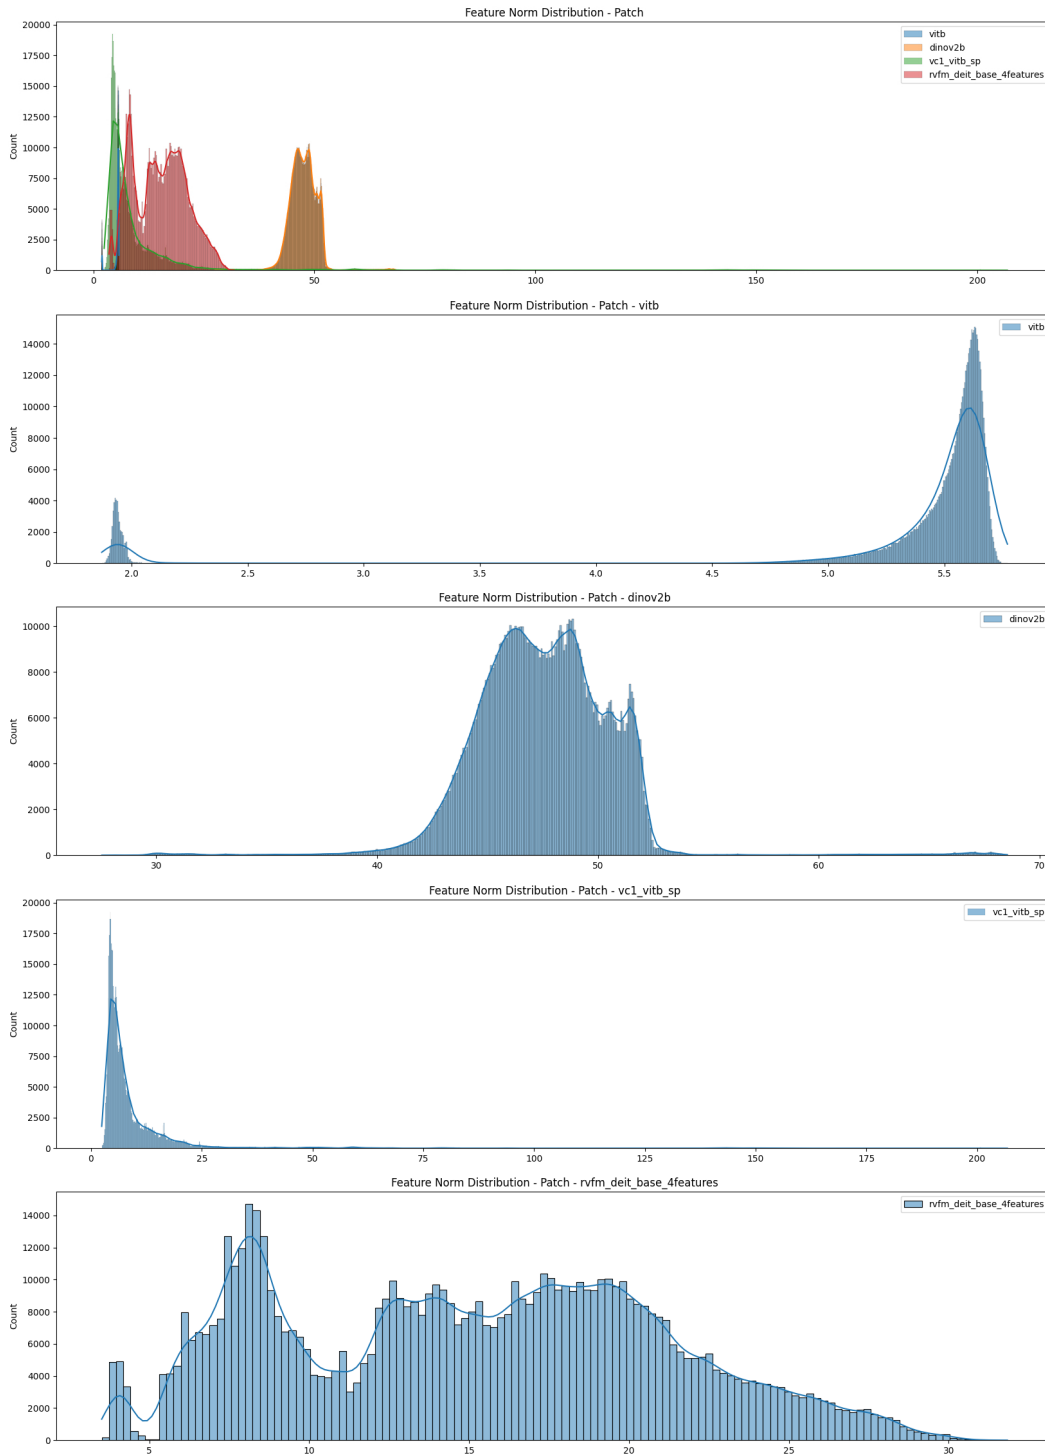 Feature Norm Distribution - Patch
20000
17500
15000
12500
10000
7500
5000
2500
0
Count
vitb
dinov2b
vc1_vitb_sp
rvfm_deit_base_4features
0 50 100 150 200
Feature Norm Distribution - Patch - vitb
14000
12000
10000
8000
6000
4000
2000
0
Count
vitb
2.0 2.5 3.0 3.5 4.0 4.5 5.0 5.5
Feature Norm Distribution - Patch - dinov2b
10000
8000
6000
4000
2000
0
Count
dinov2b
30 40 50 60 70
Feature Norm Distribution - Patch - vc1_vitb_sp
20000
17500
15000
12500
10000
7500
5000
2500
0
Count
vc1_vitb_sp
0 25 50 75 100 125 150 175 200
Feature Norm Distribution - Patch - rvfm_deit_base_4features
14000
12000
10000
8000
6000
4000
2000
0
Count
rvfm_deit_base_4features
5 10 15 20 25 30